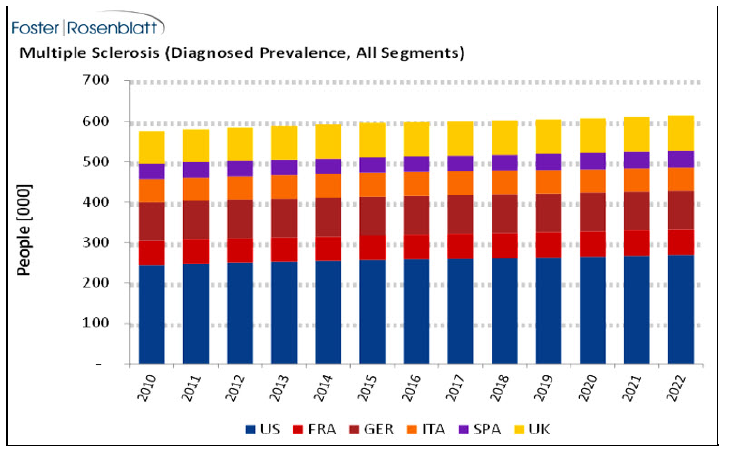 Foster|Rosenblatt
Multiple Sclerosis (Diagnosed Prevalence, All Segments)
700
600
500
400
300
200
100
-
People [000]
2010 2011 2012 2013 2014 2015 2016 2017 2018 2019 2020 2021 2022
US FRA GER ITA SPA UK